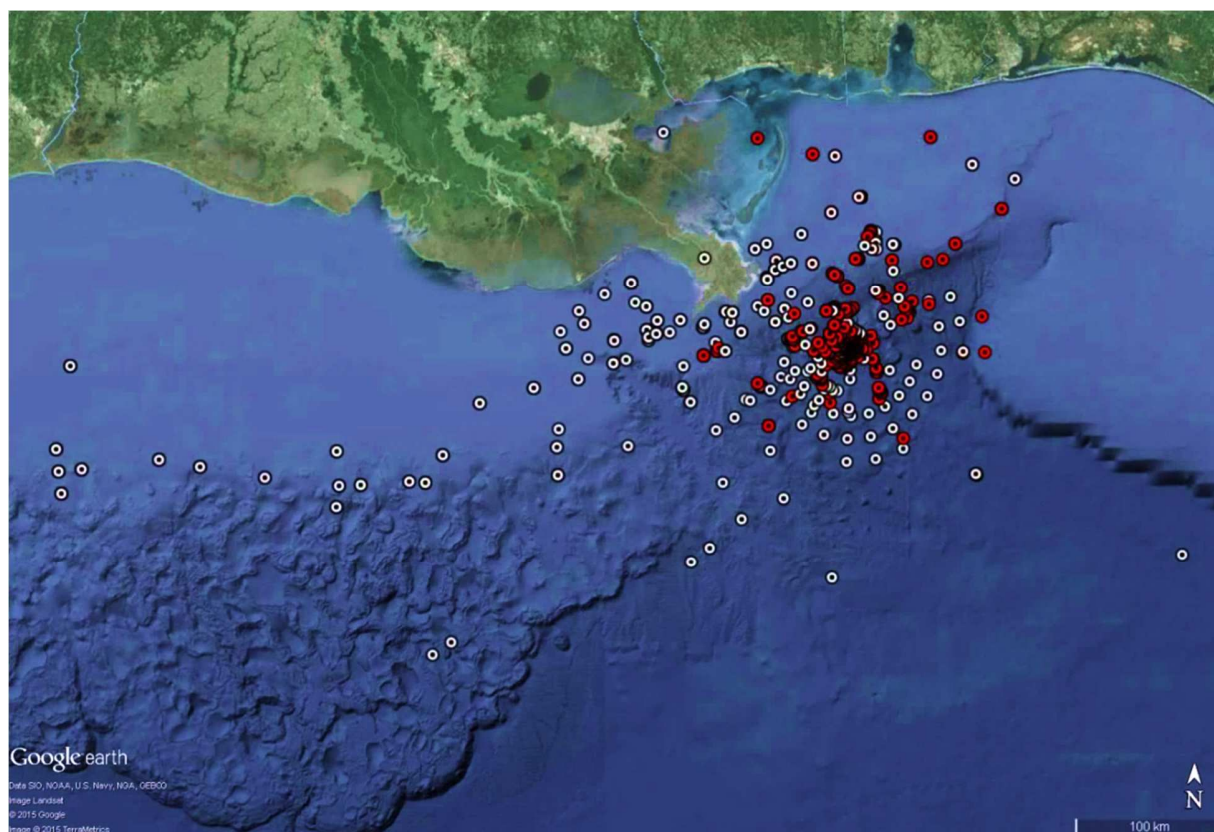 Google earth
Data SIO, NOAA, U.S. Navy, NGA, GEBCO
Image Landsat
© 2015 Google
Image © 2015 TerraMetrics
N
100 km